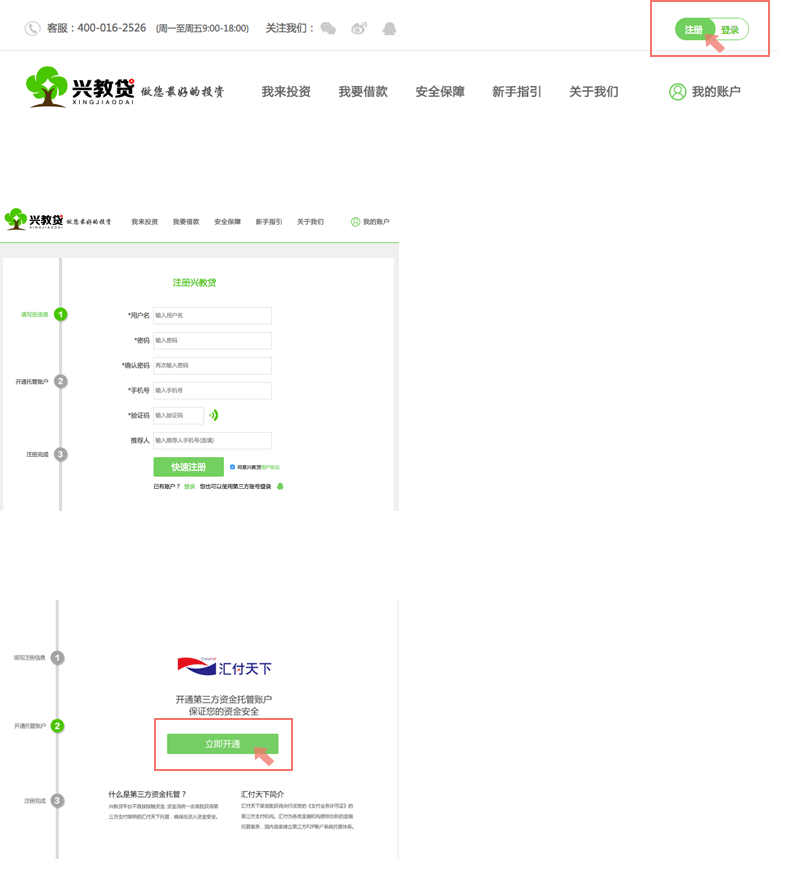 客服：400-016-2526 (周一至周五9:00-18:00) 关注我们：
注册 登录
兴教贷
XINGJIAODAI
做您最好的投资
我来投资 我要借款 安全保障 新手指引 关于我们 我的账户
兴教贷
XINGJIAODAI
做您最好的投资
我来投资 我要借款 安全保障 新手指引 关于我们 我的账户
注册兴教贷
填写注册信息 1
*用户名 输入用户名
*密码 输入密码
*确认密码 再次输入密码
开通托管账户 2
*手机号 输入手机号
*验证码 输入验证码
推荐人 输入推荐人手机号(选填)
注册完成 3
快速注册 同意兴教贷用户协议
已有账户？ 登录 您也可以使用第三方账号登录
填写注册信息 1
汇付天下
开通第三方资金托管账户
保证您的资金安全
开通托管账户 2
立即开通
什么是第三方资金托管？
兴教贷平台不直接接触资金, 资金流统一由首批获得第
三方支付牌照的汇付天下托管，确保投资人资金安全。
汇付天下简介
汇付天下是首批获得央行颁发的《支付业务许可证》的
第三方支付机构。汇付为各类金融机构提供创新的金融
托管服务，国内首家建立第三方P2P账户系统托管体系。
注册完成 3